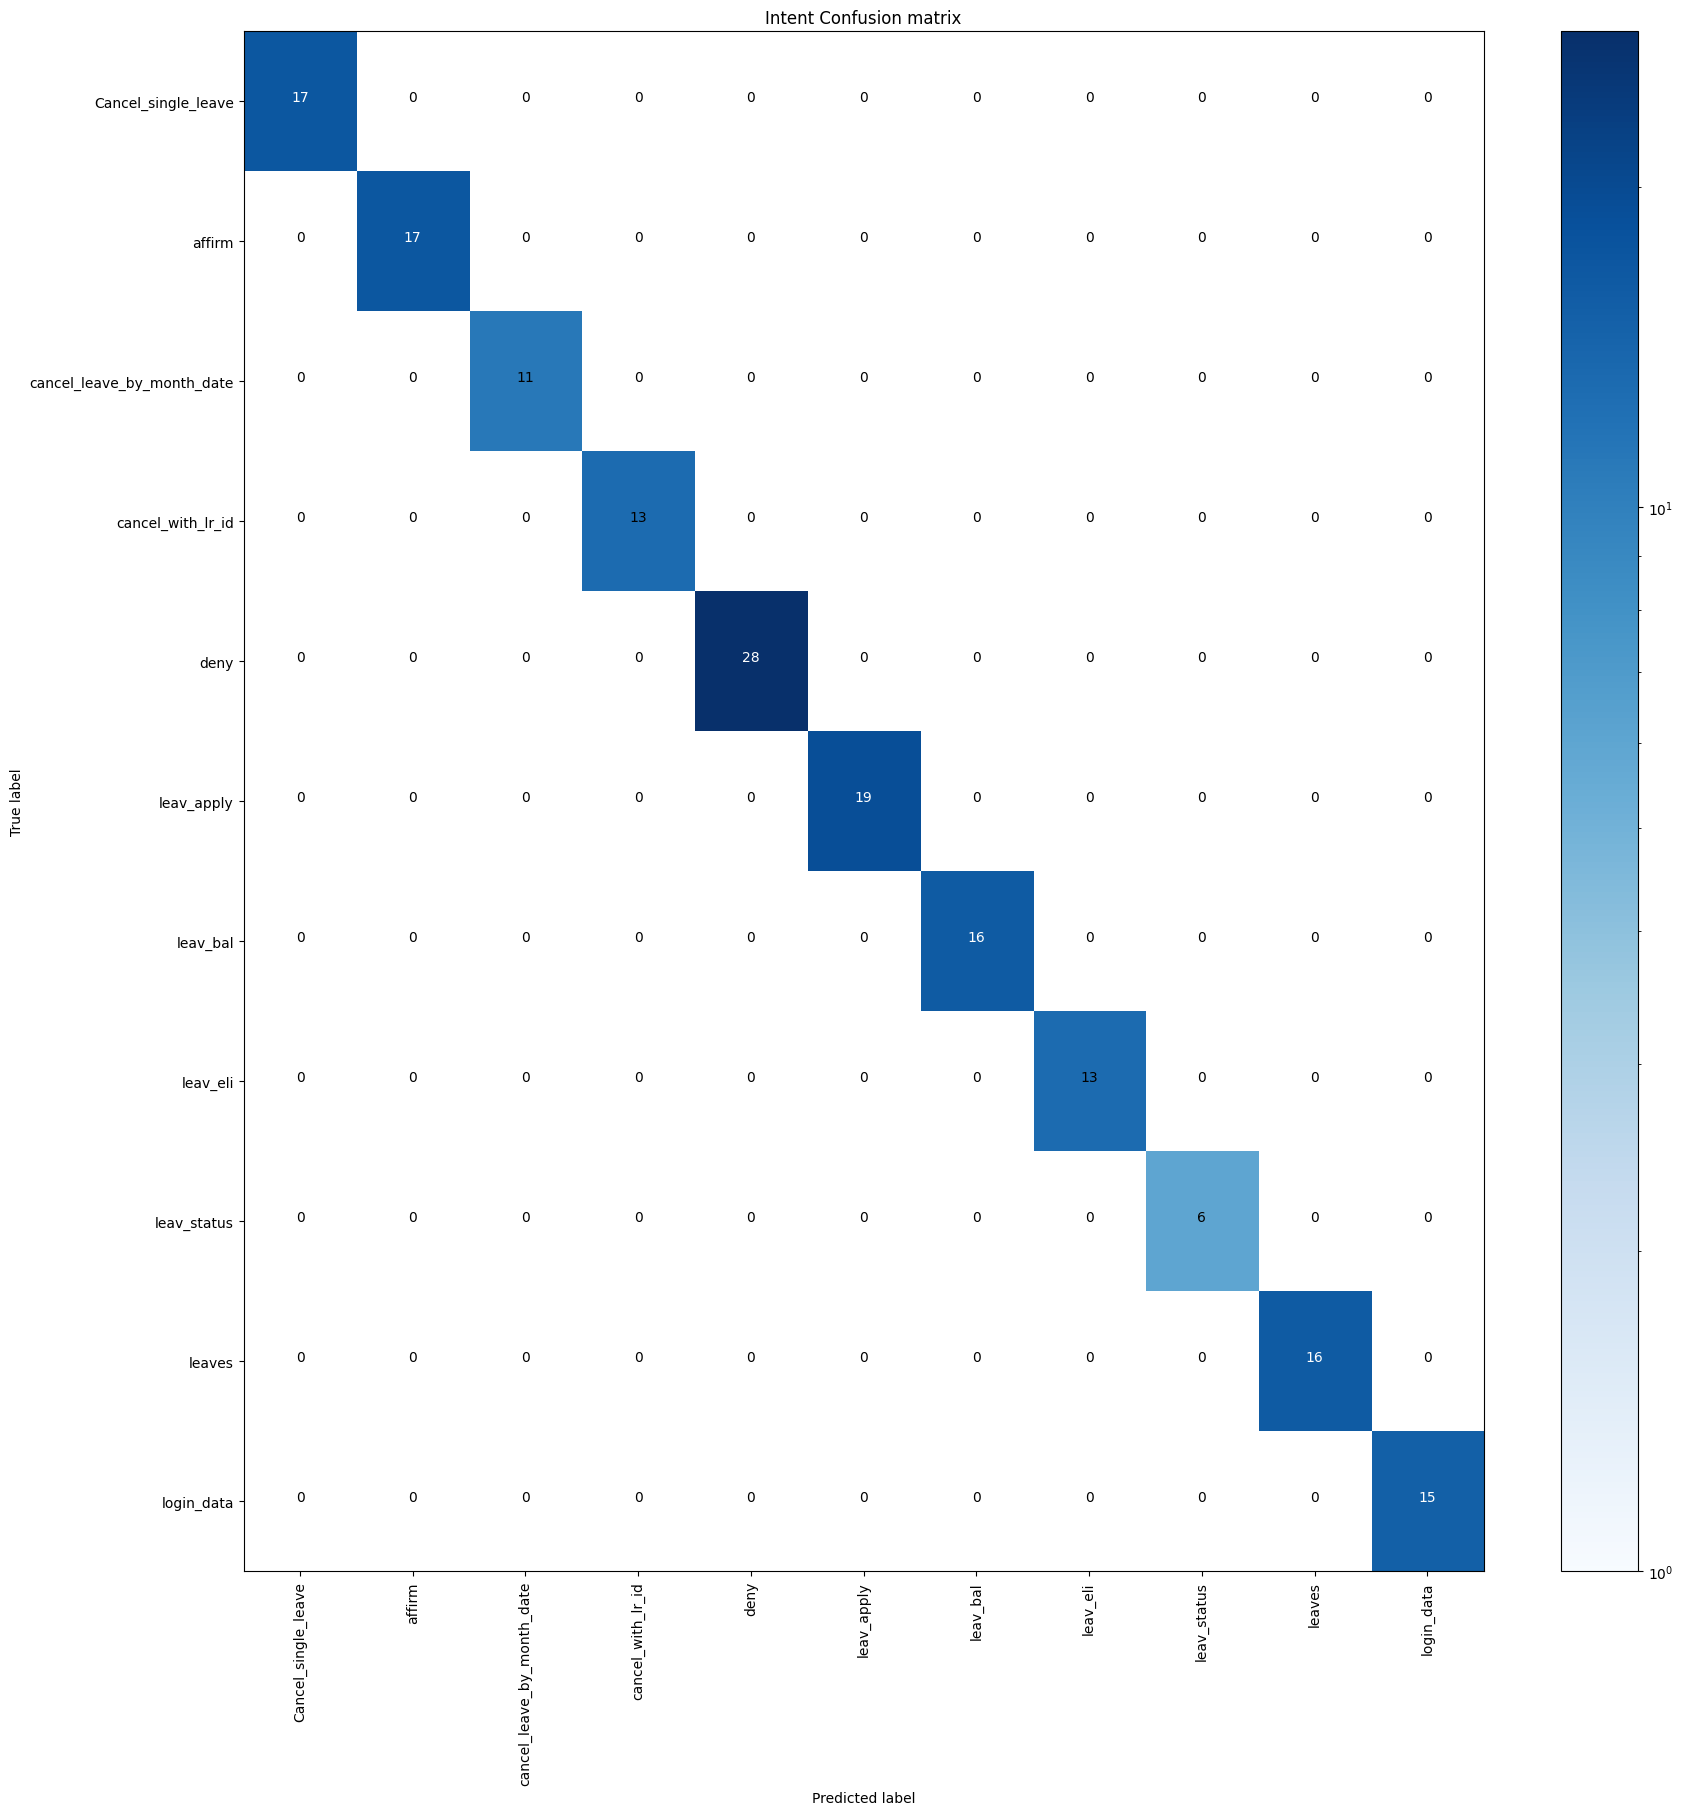 Intent Confusion matrix
Cancel_single_leave 17 0 0 0 0 0 0 0 0 0 0
affirm 0 17 0 0 0 0 0 0 0 0 0
cancel_leave_by_month_date 0 0 11 0 0 0 0 0 0 0 0
cancel_with_lr_id 0 0 0 13 0 0 0 0 0 0 0
deny 0 0 0 0 28 0 0 0 0 0 0
leav_apply 0 0 0 0 0 19 0 0 0 0 0
leav_bal 0 0 0 0 0 0 16 0 0 0 0
leav_eli 0 0 0 0 0 0 0 13 0 0 0
leav_status 0 0 0 0 0 0 0 0 6 0 0
leaves 0 0 0 0 0 0 0 0 0 16 0
login_data 0 0 0 0 0 0 0 0 0 0 15
True label
Cancel_single_leave
affirm
cancel_leave_by_month_date
cancel_with_lr_id
deny
leav_apply
leav_bal
leav_eli
leav_status
leaves
login_data
Predicted label
10¹
10⁰